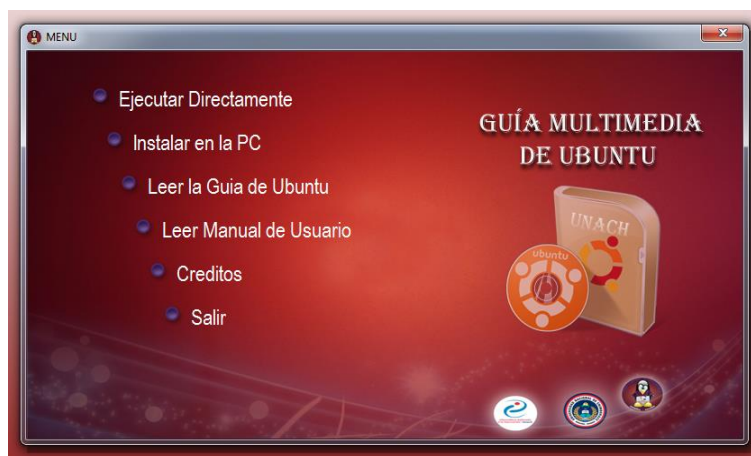 MENU
Ejecutar Directamente
Instalar en la PC
Leer la Guia de Ubuntu
Leer Manual de Usuario
Creditos
Salir
GUÍA MULTIMEDIA
DE UBUNTU
UNACH
ubuntu